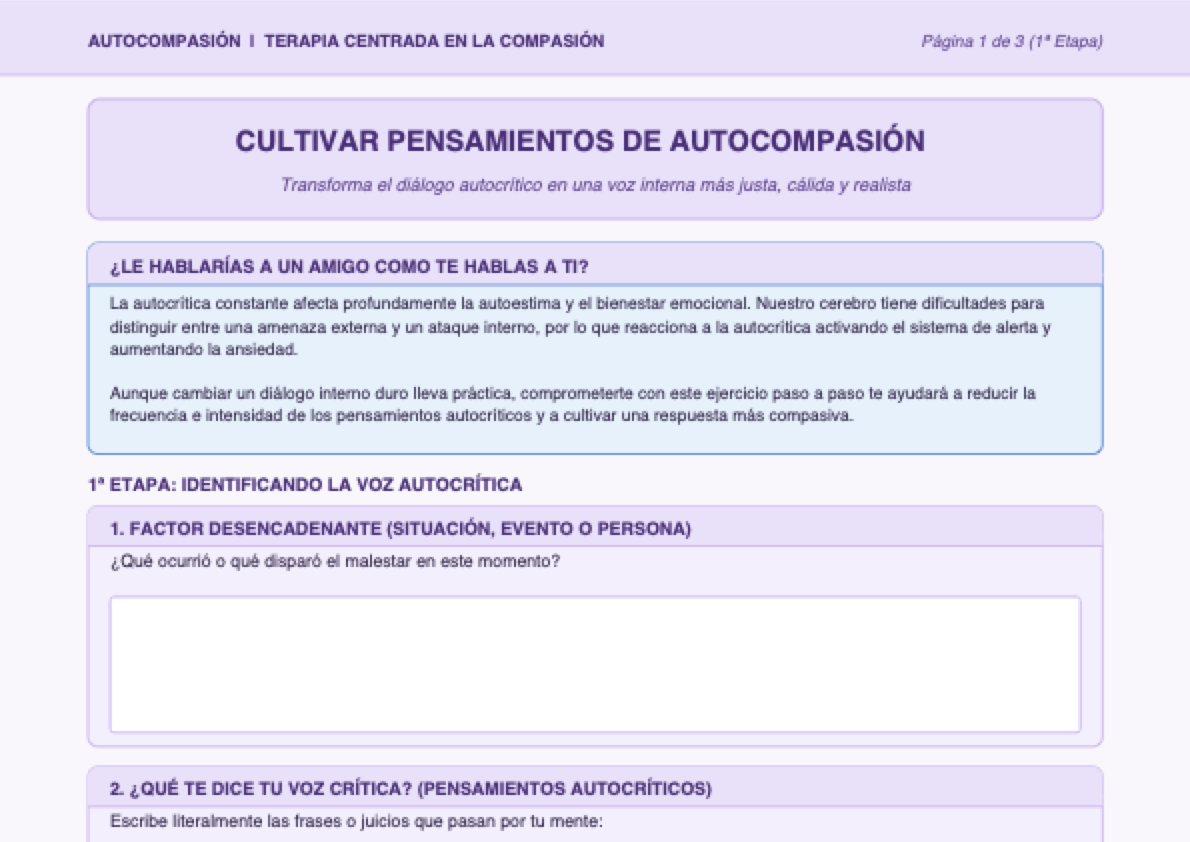 AUTOCOMPASIÓN | TERAPIA CENTRADA EN LA COMPASIÓN
Página 1 de 3 (1ª Etapa)
CULTIVAR PENSAMIENTOS DE AUTOCOMPASIÓN
Transforma el diálogo autocrítico en una voz interna más justa, cálida y realista
¿LE HABLARÍAS A UN AMIGO COMO TE HABLAS A TI?
La autocrítica constante afecta profundamente la autoestima y el bienestar emocional. Nuestro cerebro tiene dificultades para
distinguir entre una amenaza externa y un ataque interno, por lo que reacciona a la autocrítica activando el sistema de alerta y
aumentando la ansiedad.
Aunque cambiar un diálogo interno duro lleva práctica, comprometerte con este ejercicio paso a paso te ayudará a reducir la
frecuencia e intensidad de los pensamientos autocríticos y a cultivar una respuesta más compasiva.
1ª ETAPA: IDENTIFICANDO LA VOZ AUTOCRÍTICA
1. FACTOR DESENCADENANTE (SITUACIÓN, EVENTO O PERSONA)
¿Qué ocurrió o qué disparó el malestar en este momento?
2. ¿QUÉ TE DICE TU VOZ CRÍTICA? (PENSAMIENTOS AUTOCRÍTICOS)
Escribe literalmente las frases o juicios que pasan por tu mente: